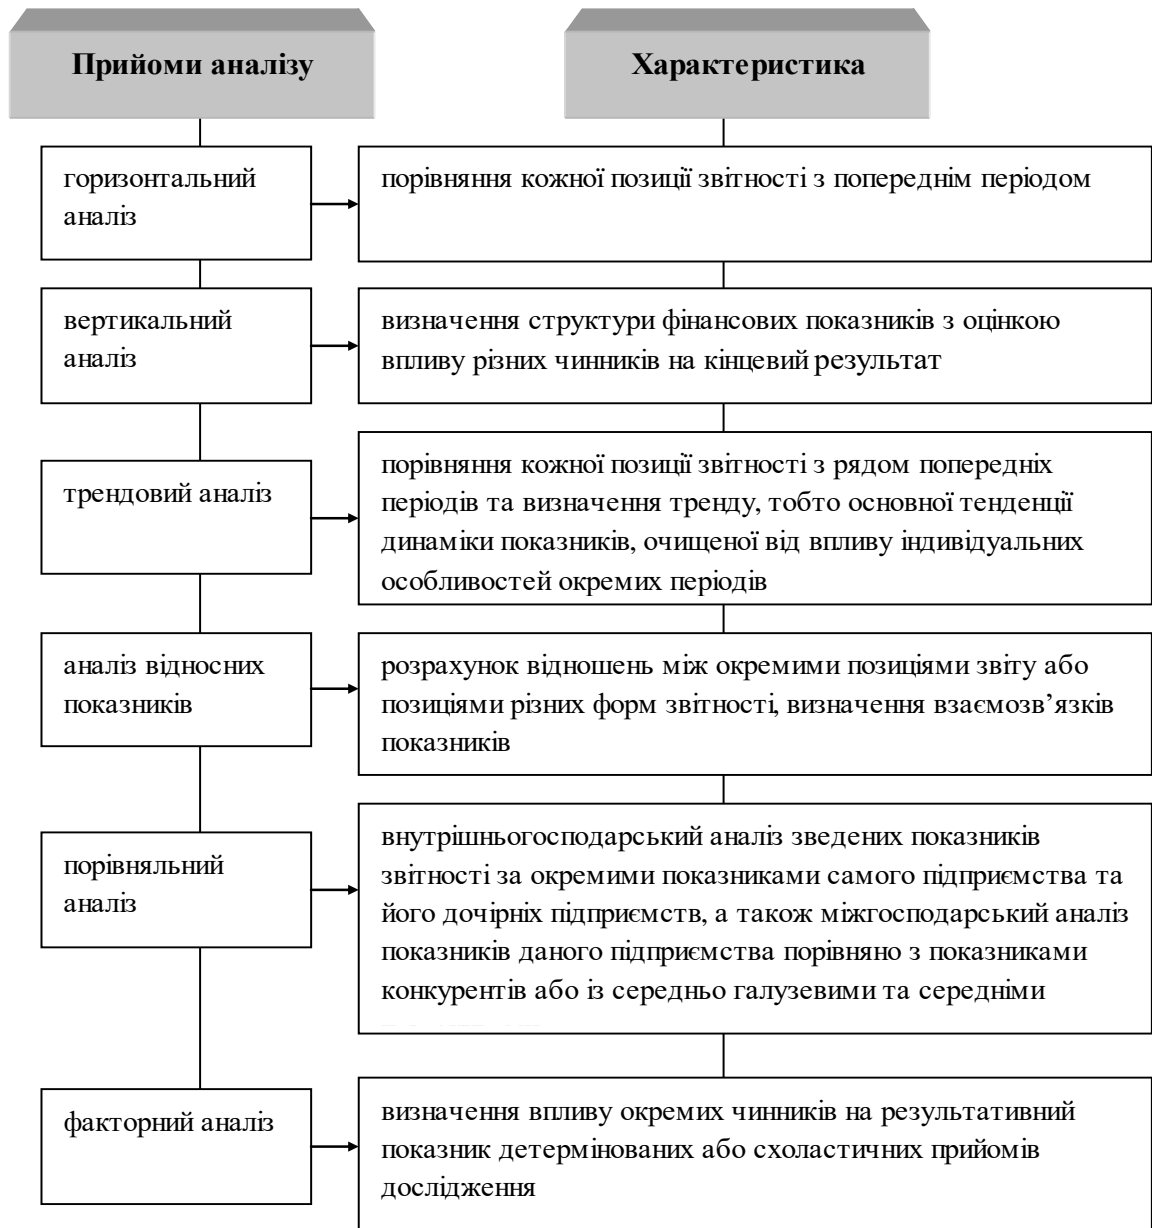 Прийоми аналізу
Характеристика
горизонтальний
аналіз
порівняння кожної позиції звітності з попереднім періодом
вертикальний
аналіз
визначення структури фінансових показників з оцінкою
впливу різних чинників на кінцевий результат
трендовий аналіз
порівняння кожної позиції звітності з рядом попередніх
періодів та визначення тренду, тобто основної тенденції
динаміки показників, очищеної від впливу індивідуальних
особливостей окремих періодів
аналіз відносних
показників
розрахунок відношень між окремими позиціями звіту або
позиціями різних форм звітності, визначення взаємозв’язків
показників
порівняльний
аналіз
внутрішньогосподарський аналіз зведених показників
звітності за окремими показниками самого підприємства та
його дочірніх підприємств, а також міжгосподарський аналіз
показників даного підприємства порівняно з показниками
конкурентів або із середньо галузевими та середніми
факторний аналіз
визначення впливу окремих чинників на результативний
показник детермінованих або схоластичних прийомів
дослідження